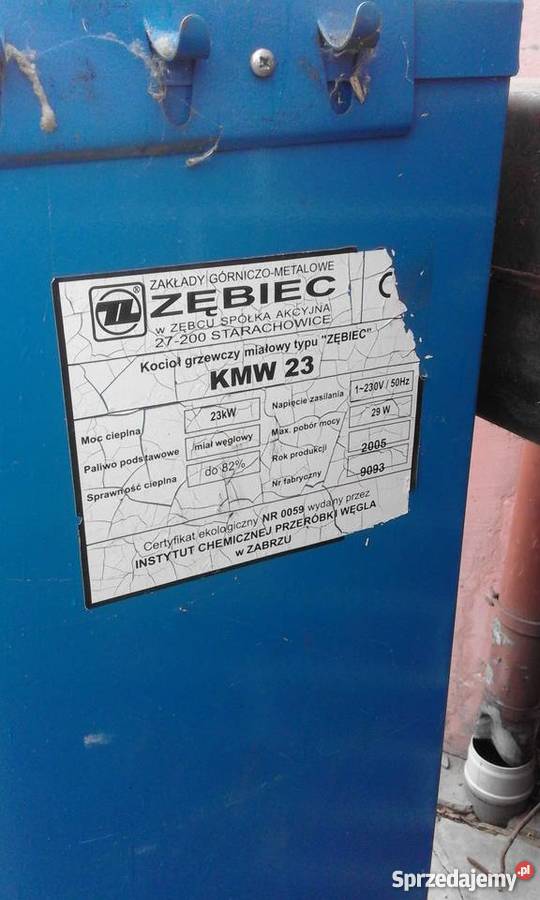 ZAKŁADY GÓRNICZO-METALOWE
ZĘBIEC
w ZĘBCU SPÓŁKA AKCYJNA
27-200 STARACHOWICE
Kocioł grzewczy miałowy typu "ZĘBIEC"
KMW 23
Moc cieplna 23kW
Paliwo podstawowe miał węglowy
Sprawność cieplna do 82%
Napięcie zasilania 1~230V / 50Hz
Max. pobór mocy 29 W
Rok produkcji 2005
Nr fabryczny 9093
Certyfikat ekologiczny NR 0059 wydany przez
INSTYTUT CHEMICZNEJ PRZERÓBKI WĘGLA
w ZABRZU
Sprzedajemy.pl